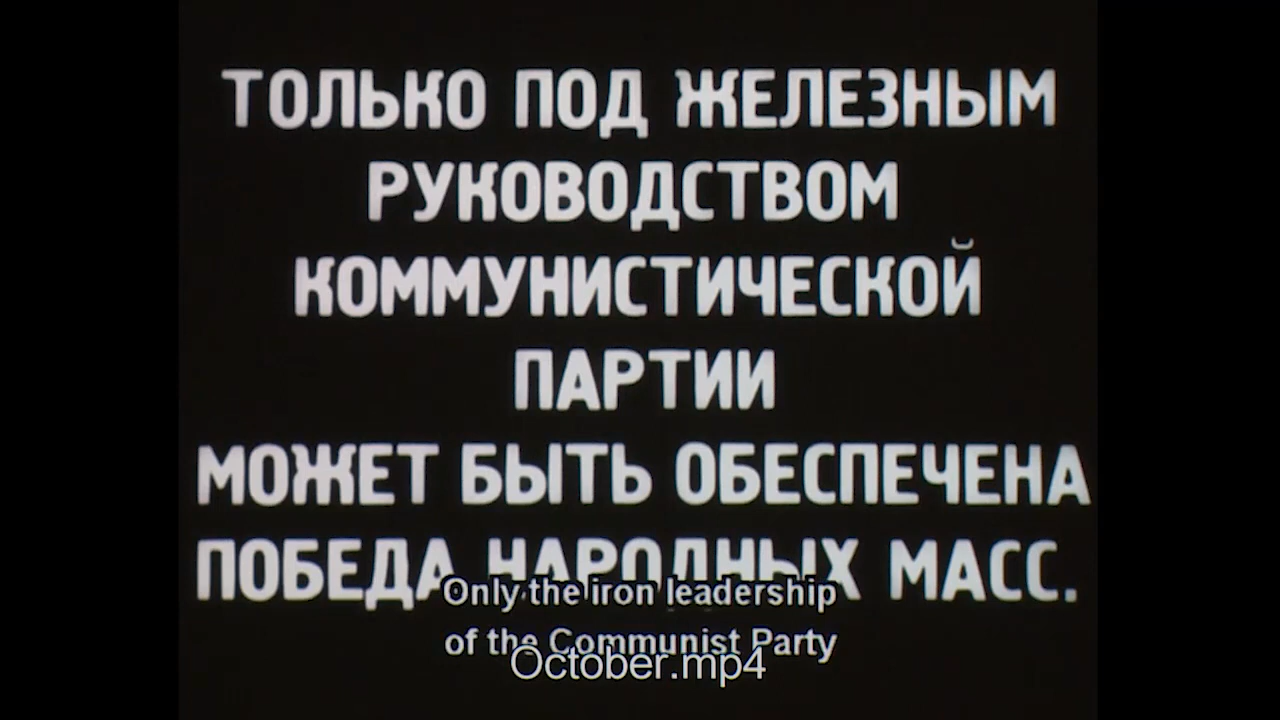 ТОЛЬКО ПОД ЖЕЛЕЗНЫМ
РУКОВОДСТВОМ
КОММУНИСТИЧЕСКОЙ
ПАРТИИ
МОЖЕТ БЫТЬ ОБЕСПЕЧЕНА
ПОБЕДА НАРОДНЫХ МАСС.
Only the iron leadership
of the Communist Party
October.mp4